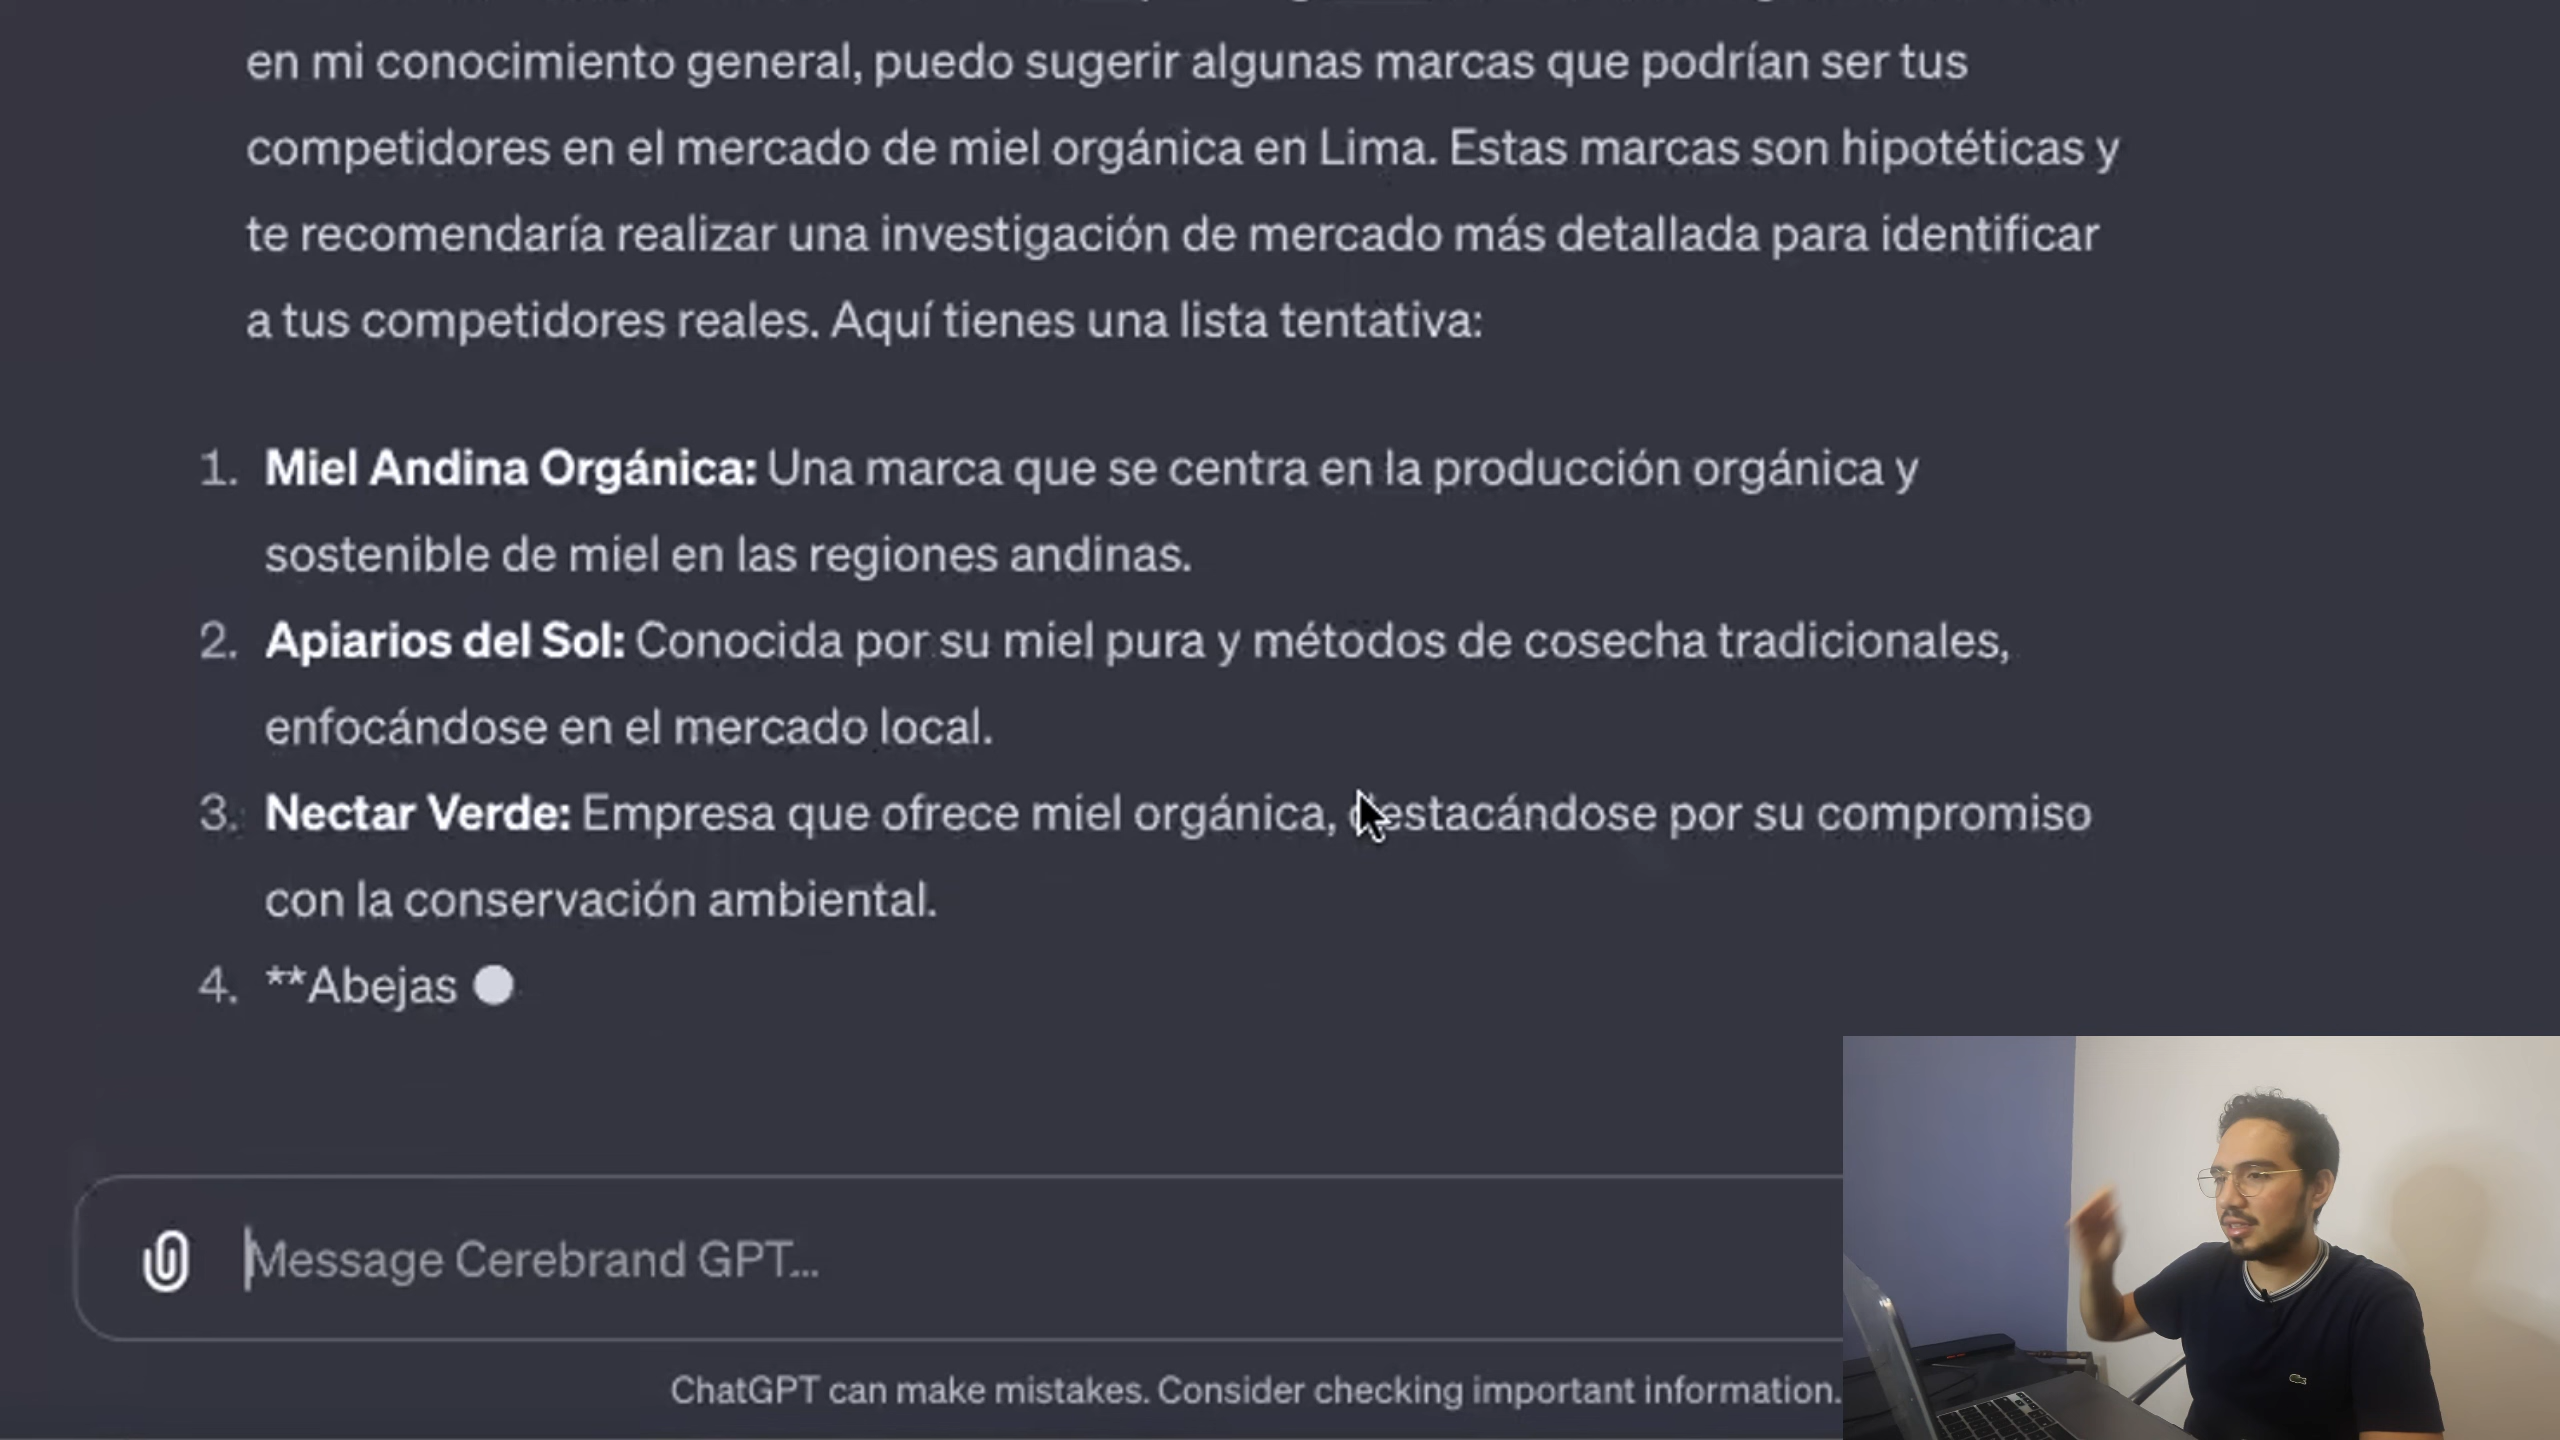 en mi conocimiento general, puedo sugerir algunas marcas que podrían ser tus
competidores en el mercado de miel orgánica en Lima. Estas marcas son hipotéticas y
te recomendaría realizar una investigación de mercado más detallada para identificar
a tus competidores reales. Aquí tienes una lista tentativa:
1. Miel Andina Orgánica: Una marca que se centra en la producción orgánica y
sostenible de miel en las regiones andinas.
2. Apiarios del Sol: Conocida por su miel pura y métodos de cosecha tradicionales,
enfocándose en el mercado local.
3. Nectar Verde: Empresa que ofrece miel orgánica, destacándose por su compromiso
con la conservación ambiental.
4. **Abejas
Message Cerebrand GPT...
ChatGPT can make mistakes. Consider checking important information.